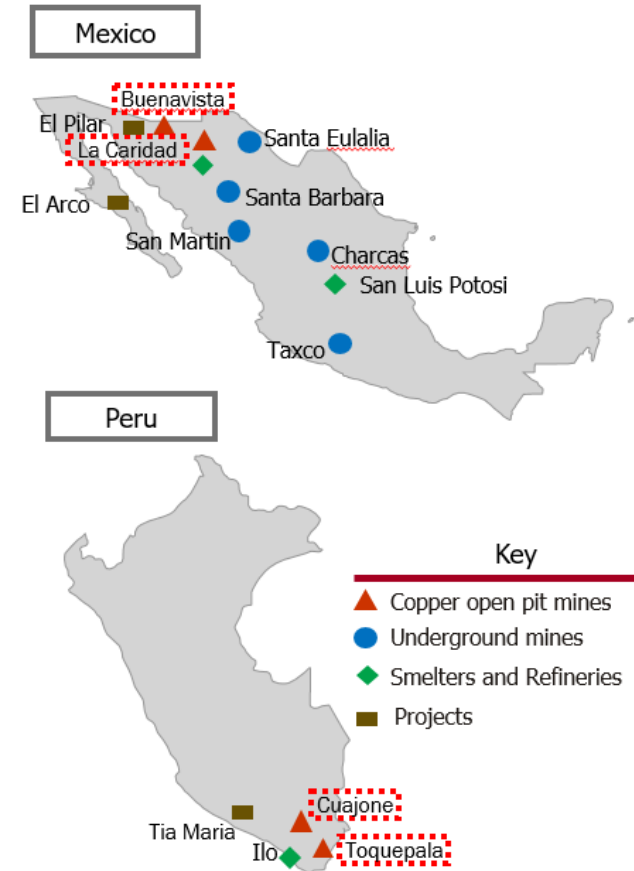 Mexico
Buenavista
El Pilar
La Caridad
Santa Eulalia
El Arco
Santa Barbara
San Martin
Charcas
San Luis Potosi
Taxco
Peru
Key
Copper open pit mines
Underground mines
Smelters and Refineries
Projects
Cuajone
Tia Maria
Ilo
Toquepala